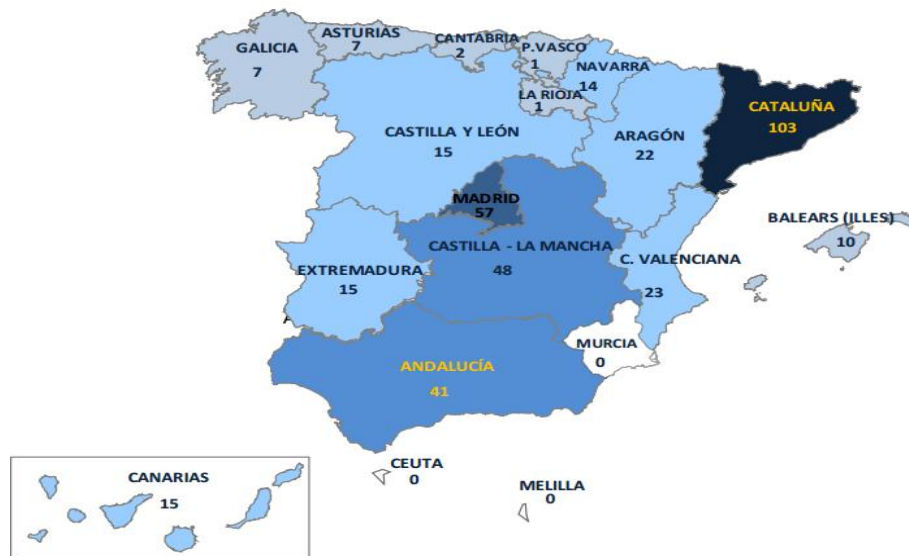 ASTURIAS
7
CANTABRIA
2
P.VASCO
1
GALICIA
7
NAVARRA
14
LA RIOJA
1
CATALUÑA
103
CASTILLA Y LEÓN
15
ARAGÓN
22
MADRID
57
BALEARS (ILLES)
10
CASTILLA - LA MANCHA
48
C. VALENCIANA
23
EXTREMADURA
15
MURCIA
0
ANDALUCÍA
41
CEUTA
0
CANARIAS
15
MELILLA
0